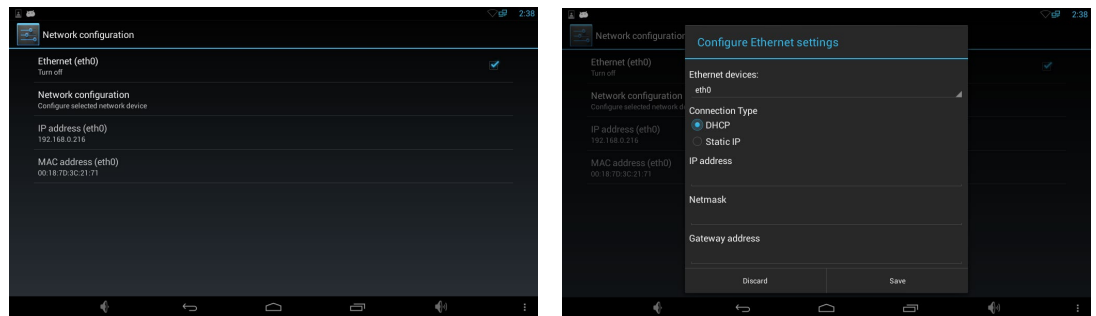 2:38
Network configuration
Ethernet (eth0)
Turn off
Network configuration
Configure selected network device
IP address (eth0)
192.168.0.216
MAC address (eth0)
00:18:7D:3C:21:71
2:38
Network configuration
Ethernet (eth0)
Turn off
Network configuration
Configure selected network d
IP address (eth0)
192.168.0.216
MAC address (eth0)
00:18:7D:3C:21:71
Configure Ethernet settings
Ethernet devices:
eth0
Connection Type
DHCP
Static IP
IP address
Netmask
Gateway address
Discard Save